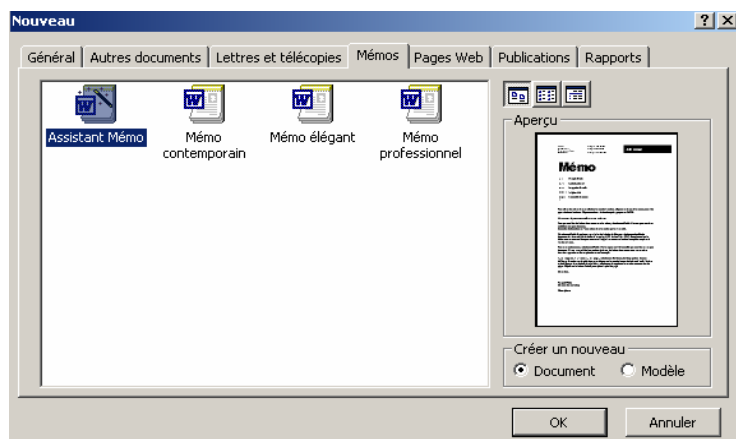 Nouveau
Général Autres documents Lettres et télécopies Mémos Pages Web Publications Rapports
Assistant Mémo
Mémo contemporain
Mémo élégant
Mémo professionnel
Aperçu
Mémo
Créer un nouveau
Document Modèle
OK Annuler